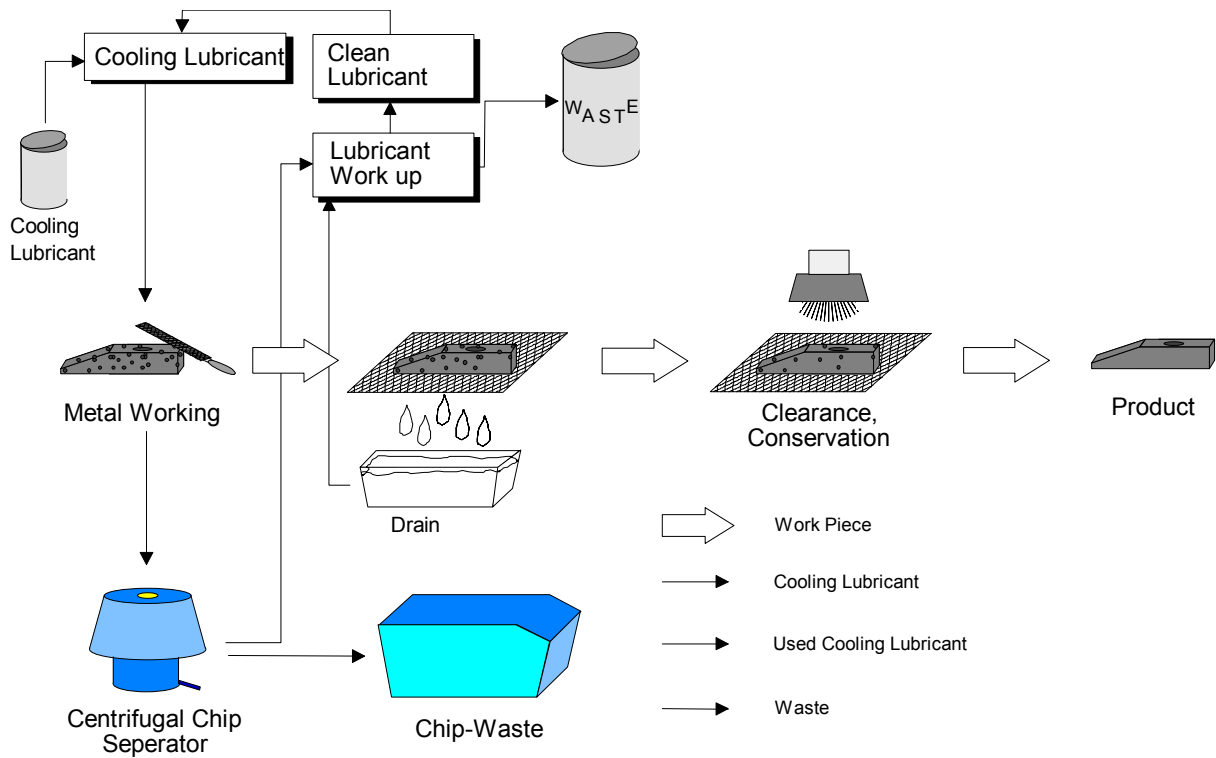 Cooling Lubricant
Clean
Lubricant
WASTE
Lubricant
Work up
Cooling
Lubricant
Metal Working
Clearance,
Conservation
Product
Drain
Work Piece
Cooling Lubricant
Used Cooling Lubricant
Waste
Centrifugal Chip
Seperator
Chip-Waste